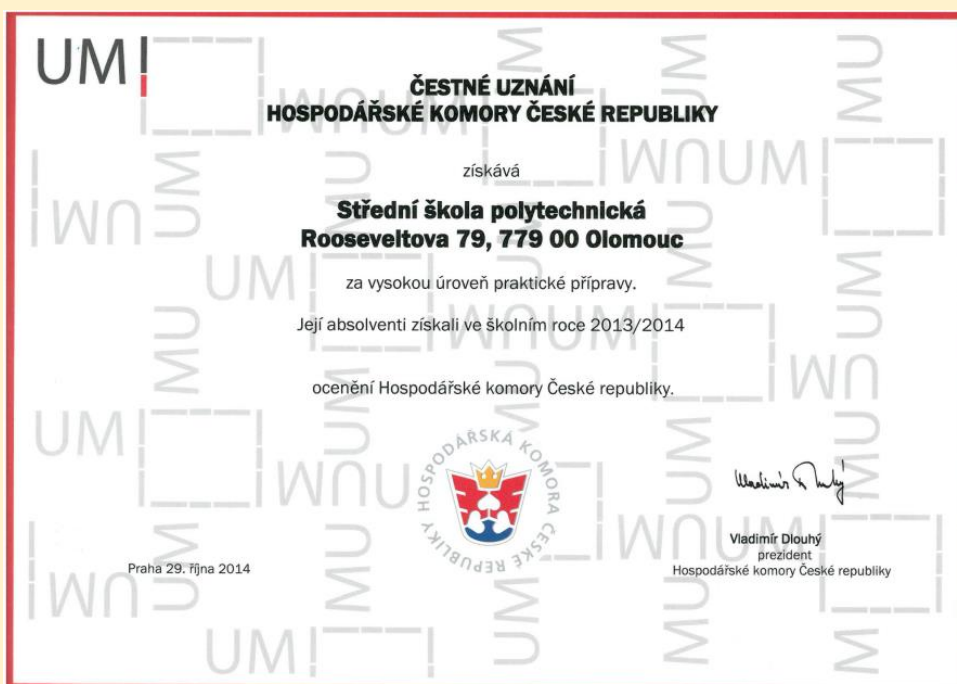 UM!
ČESTNÉ UZNÁNÍ
HOSPODÁŘSKÉ KOMORY ČESKÉ REPUBLIKY
získává
Střední škola polytechnická
Rooseveltova 79, 779 00 Olomouc
za vysokou úroveň praktické přípravy.
Její absolventi získali ve školním roce 2013/2014
ocenění Hospodářské komory České republiky.
HOSPODÁŘSKÁ KOMORA ČESKÉ REPUBLIKY
Vladimír Dlouhý
prezident
Hospodářské komory České republiky
Praha 29. října 2014